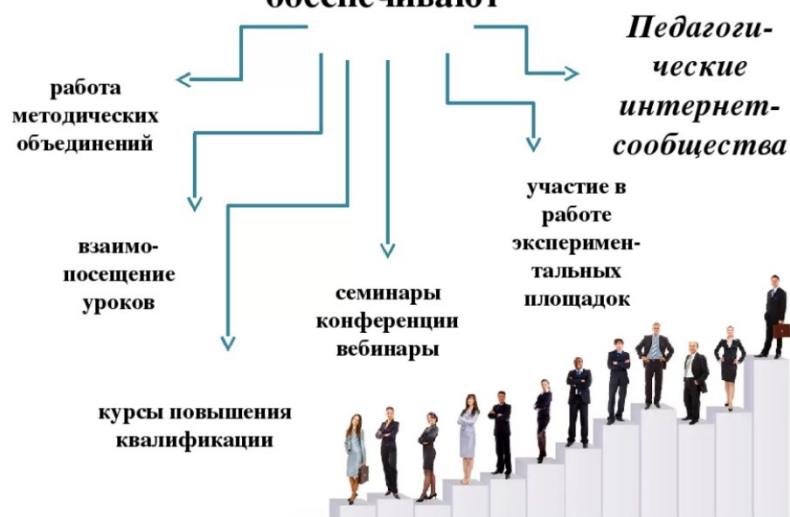 обеспечивают
Педагоги-
ческие
интернет-
сообщества
работа
методических
объединений
участие в
работе
эксперимен-
тальных
площадок
взаимо-
посещение
уроков
семинары
конференции
вебинары
курсы повышения
квалификации